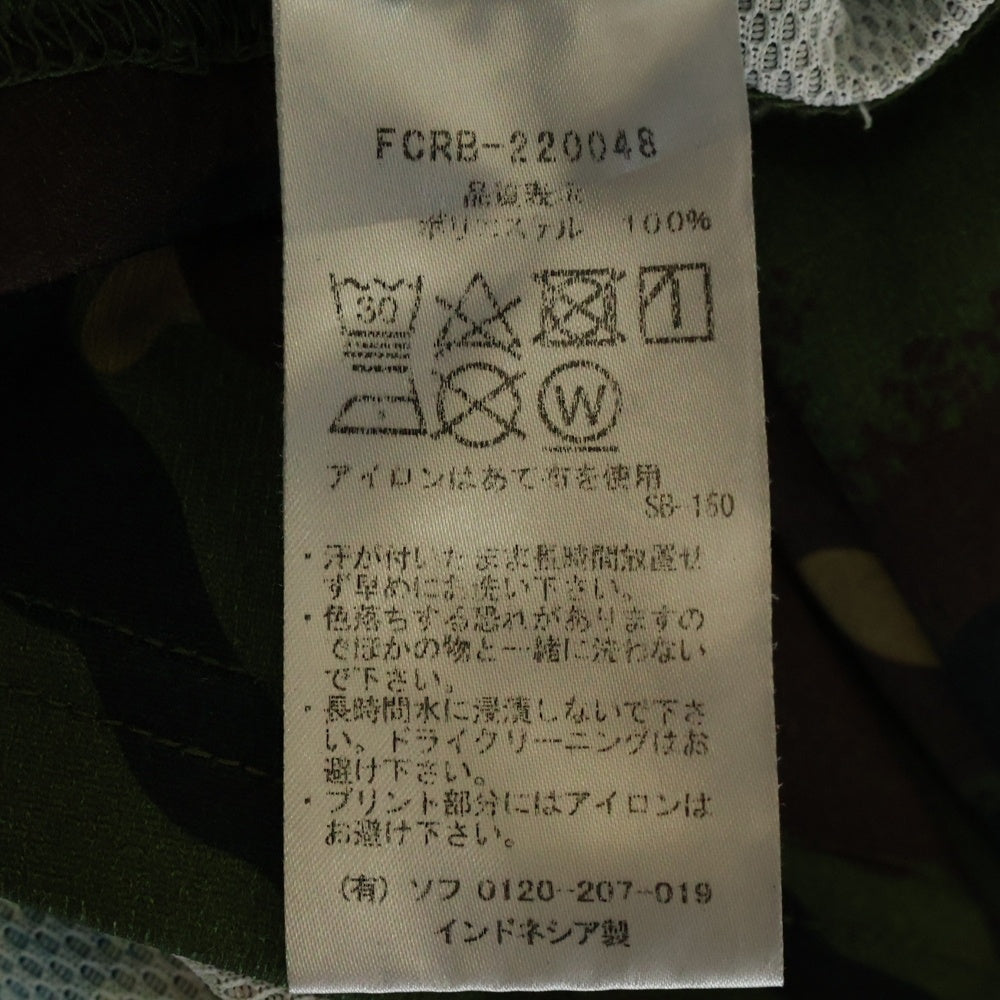 FCRB-220048
品質表示
ポリエステル 100%
30
W
アイロンはあて布を使用
SB-160
・汗が付いたまま長時間放置せ
ず早めにお洗い下さい。
・色落ちする恐れがありますの
でほかの物と一緒に洗わない
で下さい。
・長時間水に浸漬しないで下さ
い。ドライクリーニングはお
避け下さい。
・プリント部分にはアイロンは
お避け下さい。
(有) ソフ 0120-207-019
インドネシア製